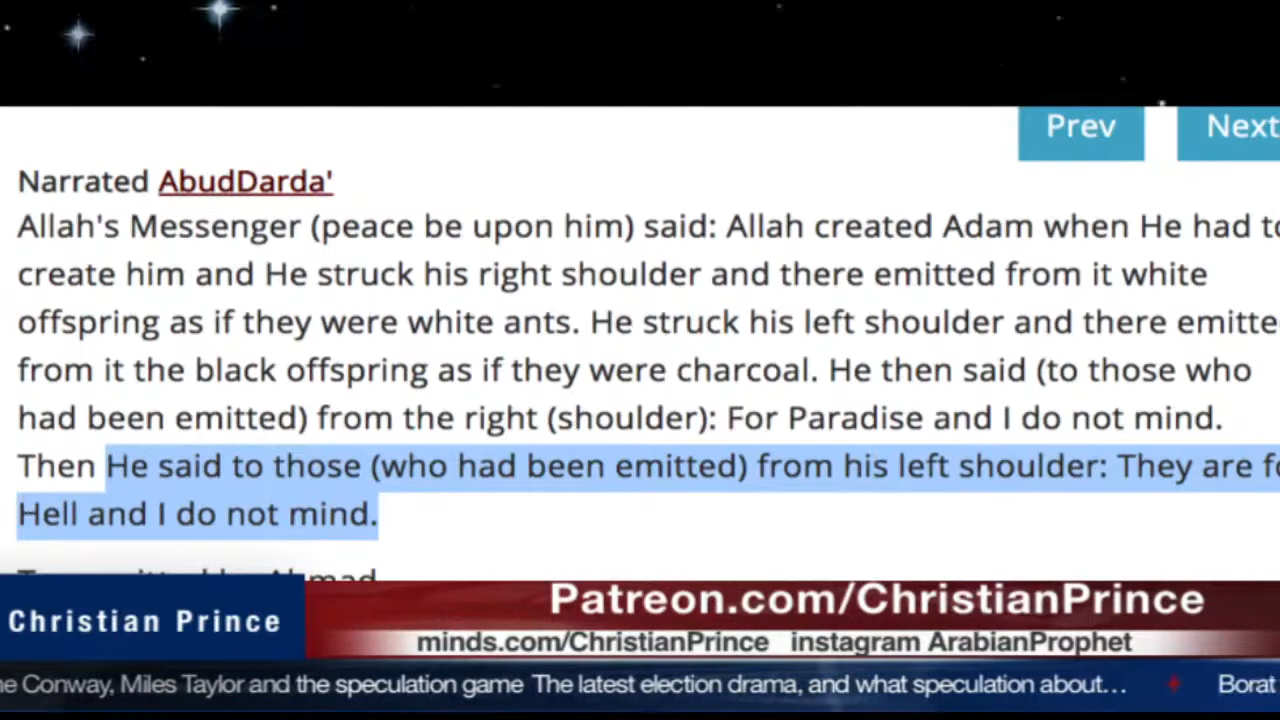 Prev Next
Narrated AbudDarda'
Allah's Messenger (peace be upon him) said: Allah created Adam when He had to
create him and He struck his right shoulder and there emitted from it white
offspring as if they were white ants. He struck his left shoulder and there emitte
from it the black offspring as if they were charcoal. He then said (to those who
had been emitted) from the right (shoulder): For Paradise and I do not mind.
Then He said to those (who had been emitted) from his left shoulder: They are fo
Hell and I do not mind.
Ahmad
Christian Prince
Patreon.com/ChristianPrince
minds.com/ChristianPrince instagram ArabianProphet
Conway, Miles Taylor and the speculation game The latest election drama, and what speculation about… Borat